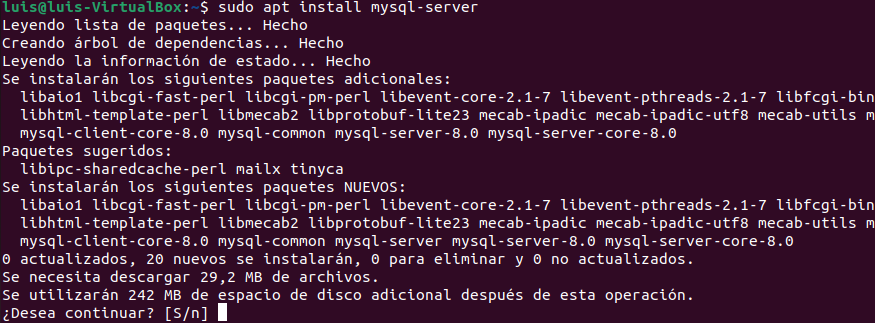 luis@luis-VirtualBox:~$ sudo apt install mysql-server
Leyendo lista de paquetes... Hecho
Creando árbol de dependencias... Hecho
Leyendo la información de estado... Hecho
Se instalarán los siguientes paquetes adicionales:
  libaio1 libcgi-fast-perl libcgi-pm-perl libevent-core-2.1-7 libevent-pthreads-2.1-7 libfcgi-bin
  libhtml-template-perl libmecab2 libprotobuf-lite23 mecab-ipadic mecab-ipadic-utf8 mecab-utils m
  mysql-client-core-8.0 mysql-common mysql-server-8.0 mysql-server-core-8.0
Paquetes sugeridos:
  libipc-sharedcache-perl mailx tinyca
Se instalarán los siguientes paquetes NUEVOS:
  libaio1 libcgi-fast-perl libcgi-pm-perl libevent-core-2.1-7 libevent-pthreads-2.1-7 libfcgi-bin
  libhtml-template-perl libmecab2 libprotobuf-lite23 mecab-ipadic mecab-ipadic-utf8 mecab-utils m
  mysql-client-core-8.0 mysql-common mysql-server mysql-server-8.0 mysql-server-core-8.0
0 actualizados, 20 nuevos se instalarán, 0 para eliminar y 0 no actualizados.
Se necesita descargar 29,2 MB de archivos.
Se utilizarán 242 MB de espacio de disco adicional después de esta operación.
¿Desea continuar? [S/n]